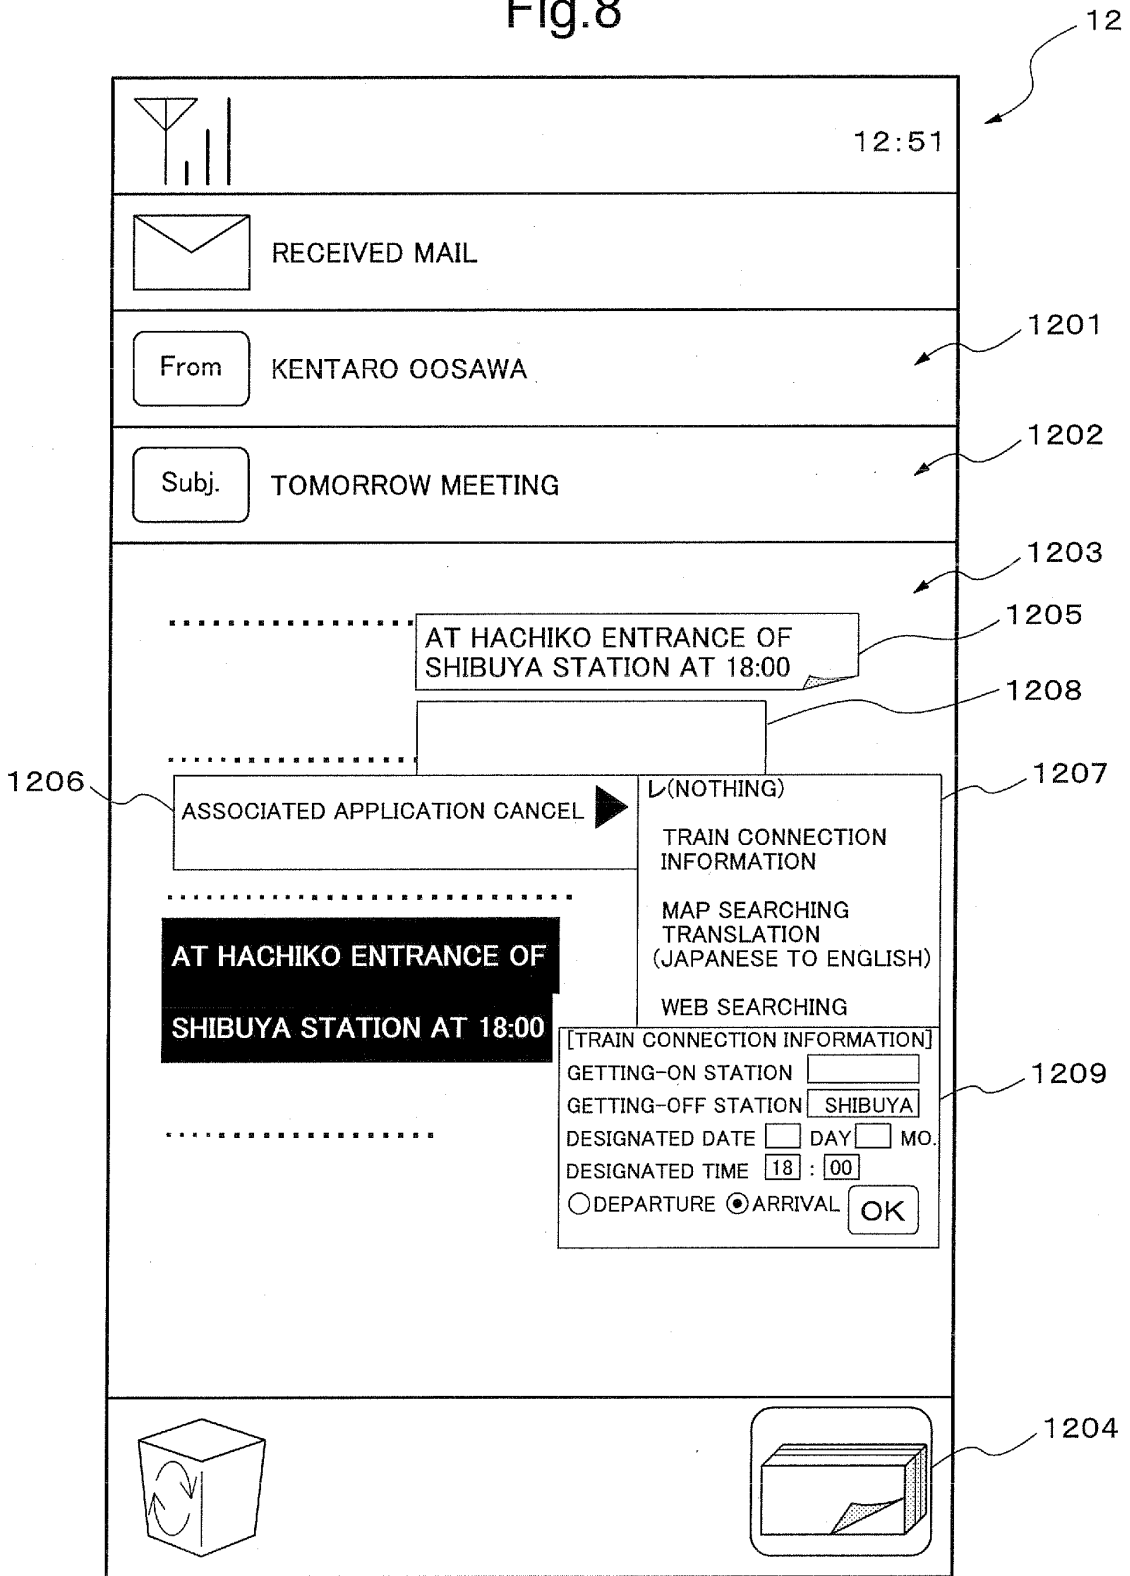 Fig.8
12
12:51
RECEIVED MAIL
1201
From KENTARO OOSAWA
1202
Subj. TOMORROW MEETING
1203
1205
AT HACHIKO ENTRANCE OF
SHIBUYA STATION AT 18:00
1208
1206
1207
ASSOCIATED APPLICATION CANCEL
レ(NOTHING)
TRAIN CONNECTION
INFORMATION
MAP SEARCHING
TRANSLATION
(JAPANESE TO ENGLISH)
WEB SEARCHING
AT HACHIKO ENTRANCE OF
SHIBUYA STATION AT 18:00
[TRAIN CONNECTION INFORMATION]
GETTING-ON STATION
1209
GETTING-OFF STATION SHIBUYA
DESIGNATED DATE DAY MO.
DESIGNATED TIME 18 : 00
DEPARTURE ARRIVAL OK
1204